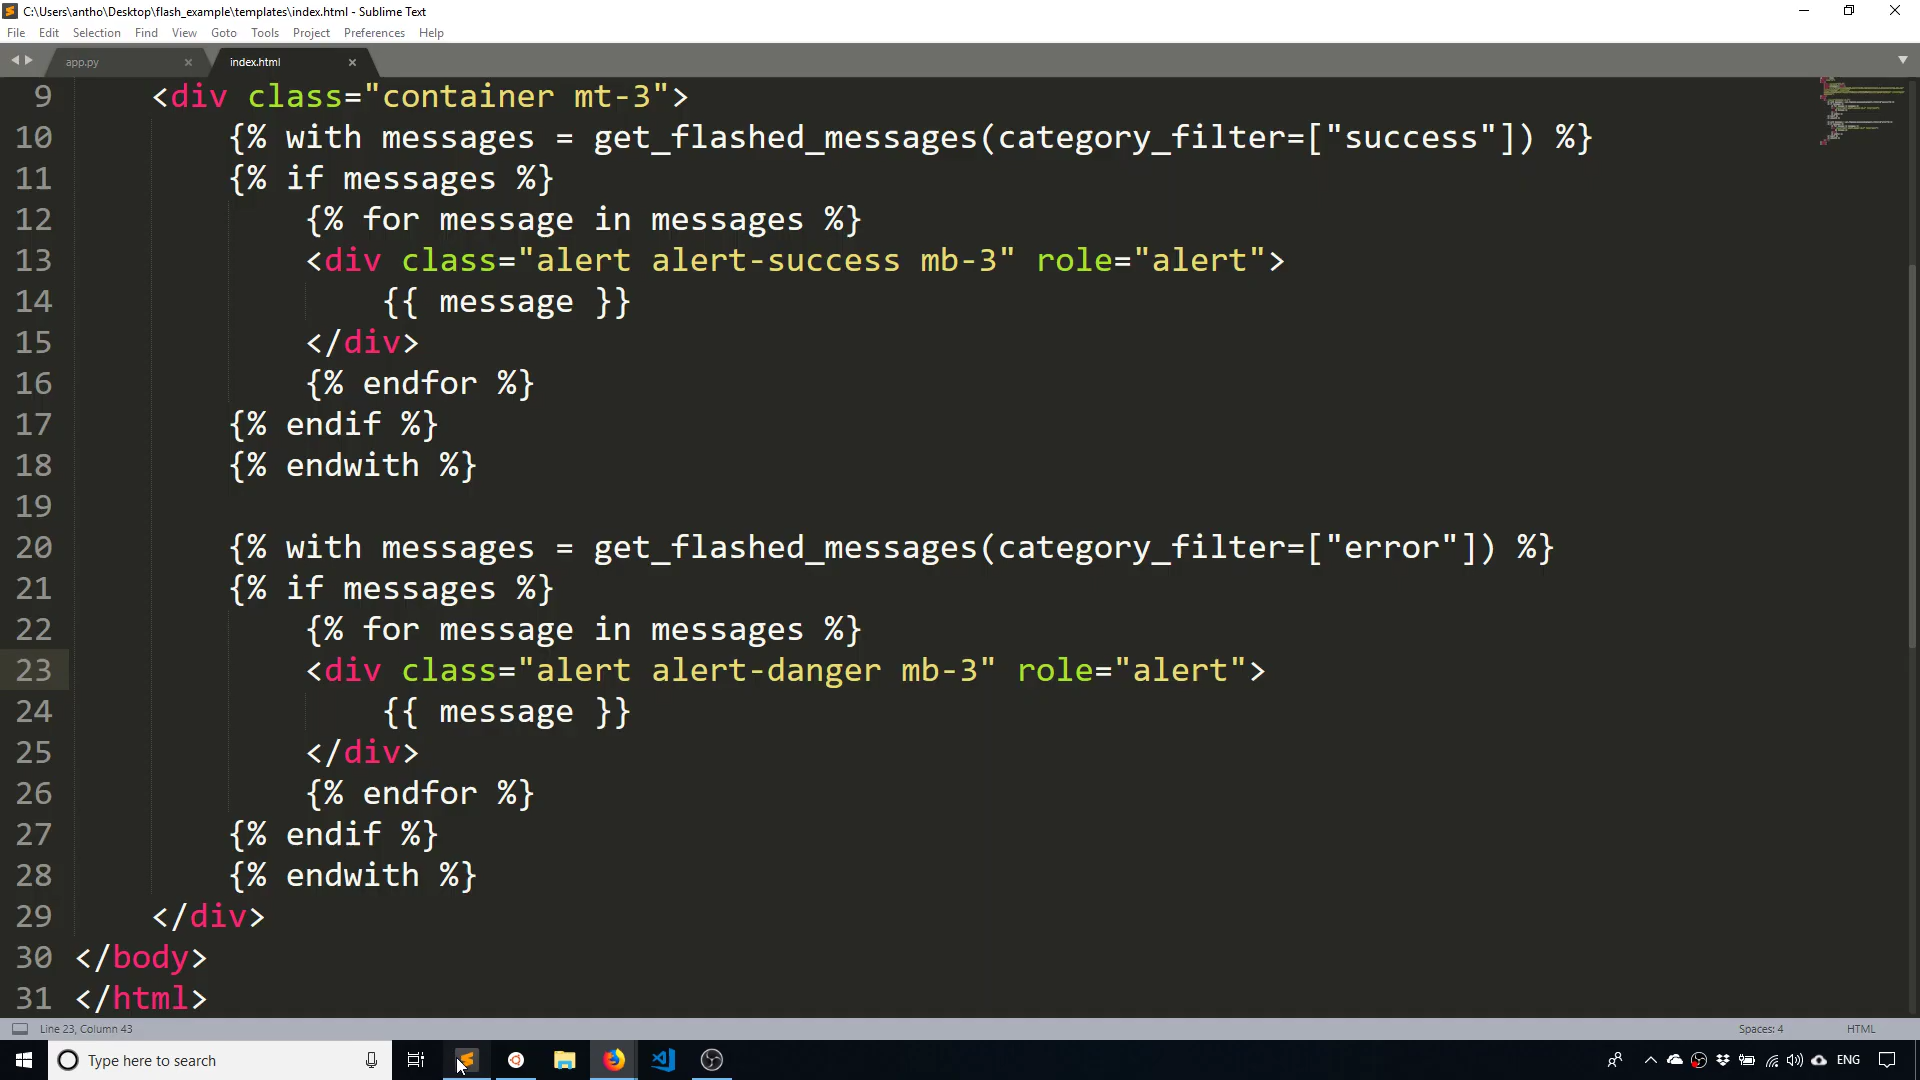 C:\Users\antho\Desktop\flash_example\templates\index.html - Sublime Text
File Edit Selection Find View Goto Tools Project Preferences Help
app.py index.html
9 <div class="container mt-3">
10 {% with messages = get_flashed_messages(category_filter=["success"]) %}
11 {% if messages %}
12 {% for message in messages %}
13 <div class="alert alert-success mb-3" role="alert">
14 {{ message }}
15 </div>
16 {% endfor %}
17 {% endif %}
18 {% endwith %}
19
20 {% with messages = get_flashed_messages(category_filter=["error"]) %}
21 {% if messages %}
22 {% for message in messages %}
23 <div class="alert alert-danger mb-3" role="alert">
24 {{ message }}
25 </div>
26 {% endfor %}
27 {% endif %}
28 {% endwith %}
29 </div>
30 </body>
31 </html>
Line 23, Column 43 Spaces: 4 HTML
Type here to search ENG